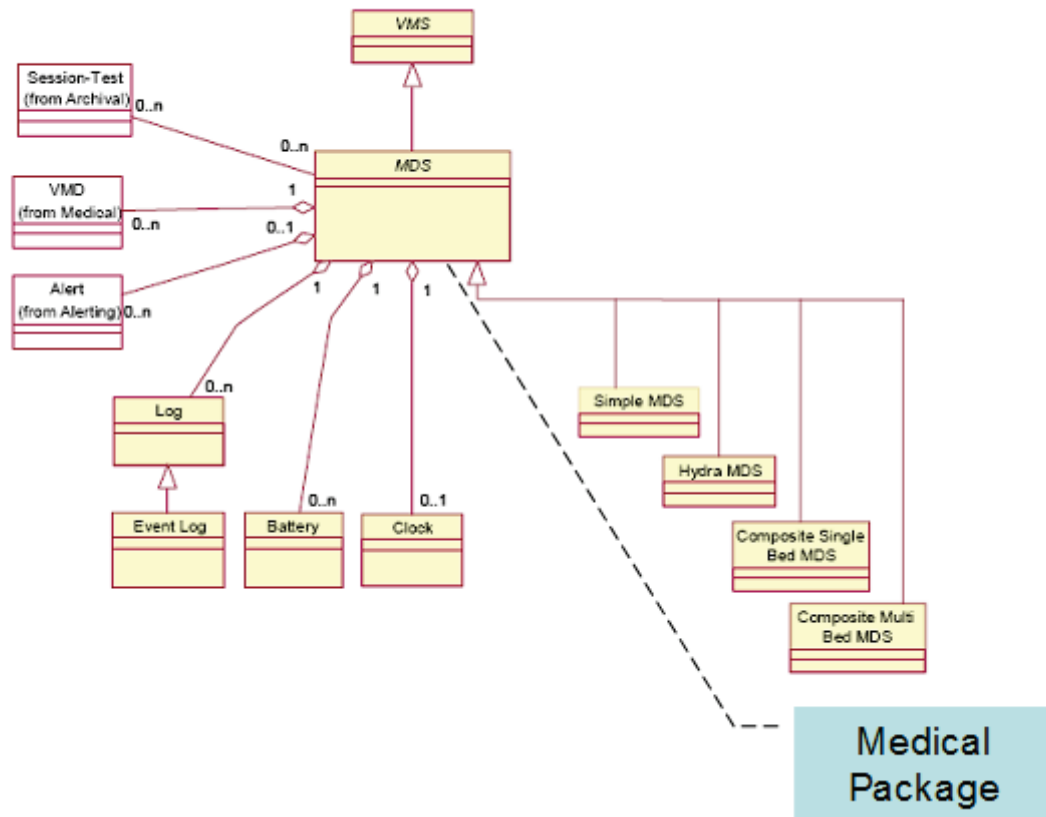 VMS
Session-Test
(from Archival)
0..n
0..n
MDS
VMD
(from Medical)
1
0..n
0..1
Alert
(from Alerting)
0..n
1
1
1
0..n
Log
Simple MDS
Hydra MDS
0..n
0..1
Event Log
Battery
Clock
Composite Single
Bed MDS
Composite Multi
Bed MDS
Medical
Package